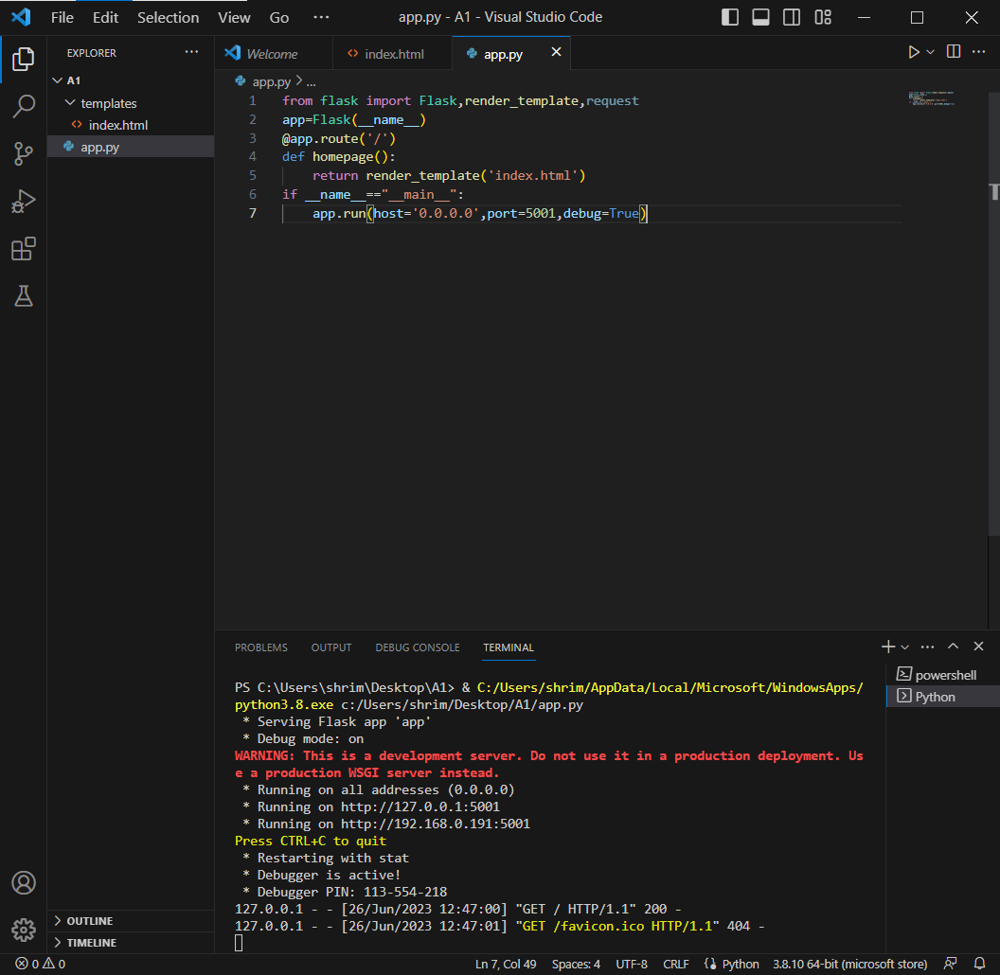 File Edit Selection View Go ··· app.py - A1 - Visual Studio Code
EXPLORER ···
A1
templates
index.html
app.py
OUTLINE
TIMELINE
Welcome index.html app.py
app.py > ...
1 from flask import Flask,render_template,request
2 app=Flask(__name__)
3 @app.route('/')
4 def homepage():
5 return render_template('index.html')
6 if __name__=="__main__":
7 app.run(host='0.0.0.0',port=5001,debug=True)
PROBLEMS OUTPUT DEBUG CONSOLE TERMINAL
powershell
Python
PS C:\Users\shrim\Desktop\A1> & C:/Users/shrim/AppData/Local/Microsoft/WindowsApps/
python3.8.exe c:/Users/shrim/Desktop/A1/app.py
* Serving Flask app 'app'
* Debug mode: on
WARNING: This is a development server. Do not use it in a production deployment. Us
e a production WSGI server instead.
* Running on all addresses (0.0.0.0)
* Running on http://127.0.0.1:5001
* Running on http://192.168.0.191:5001
Press CTRL+C to quit
* Restarting with stat
* Debugger is active!
* Debugger PIN: 113-554-218
127.0.0.1 - - [26/Jun/2023 12:47:00] "GET / HTTP/1.1" 200 -
127.0.0.1 - - [26/Jun/2023 12:47:01] "GET /favicon.ico HTTP/1.1" 404 -
0 0 Ln 7, Col 49 Spaces: 4 UTF-8 CRLF Python 3.8.10 64-bit (microsoft store)